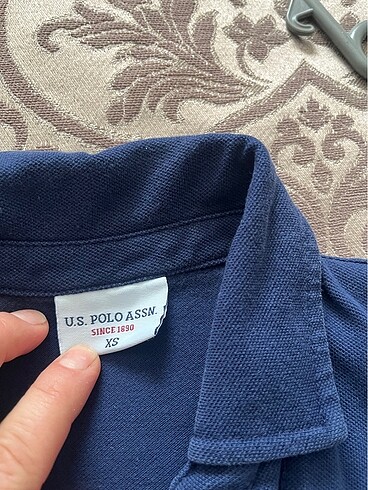 U.S. POLO ASSN.
SINCE 1890
XS